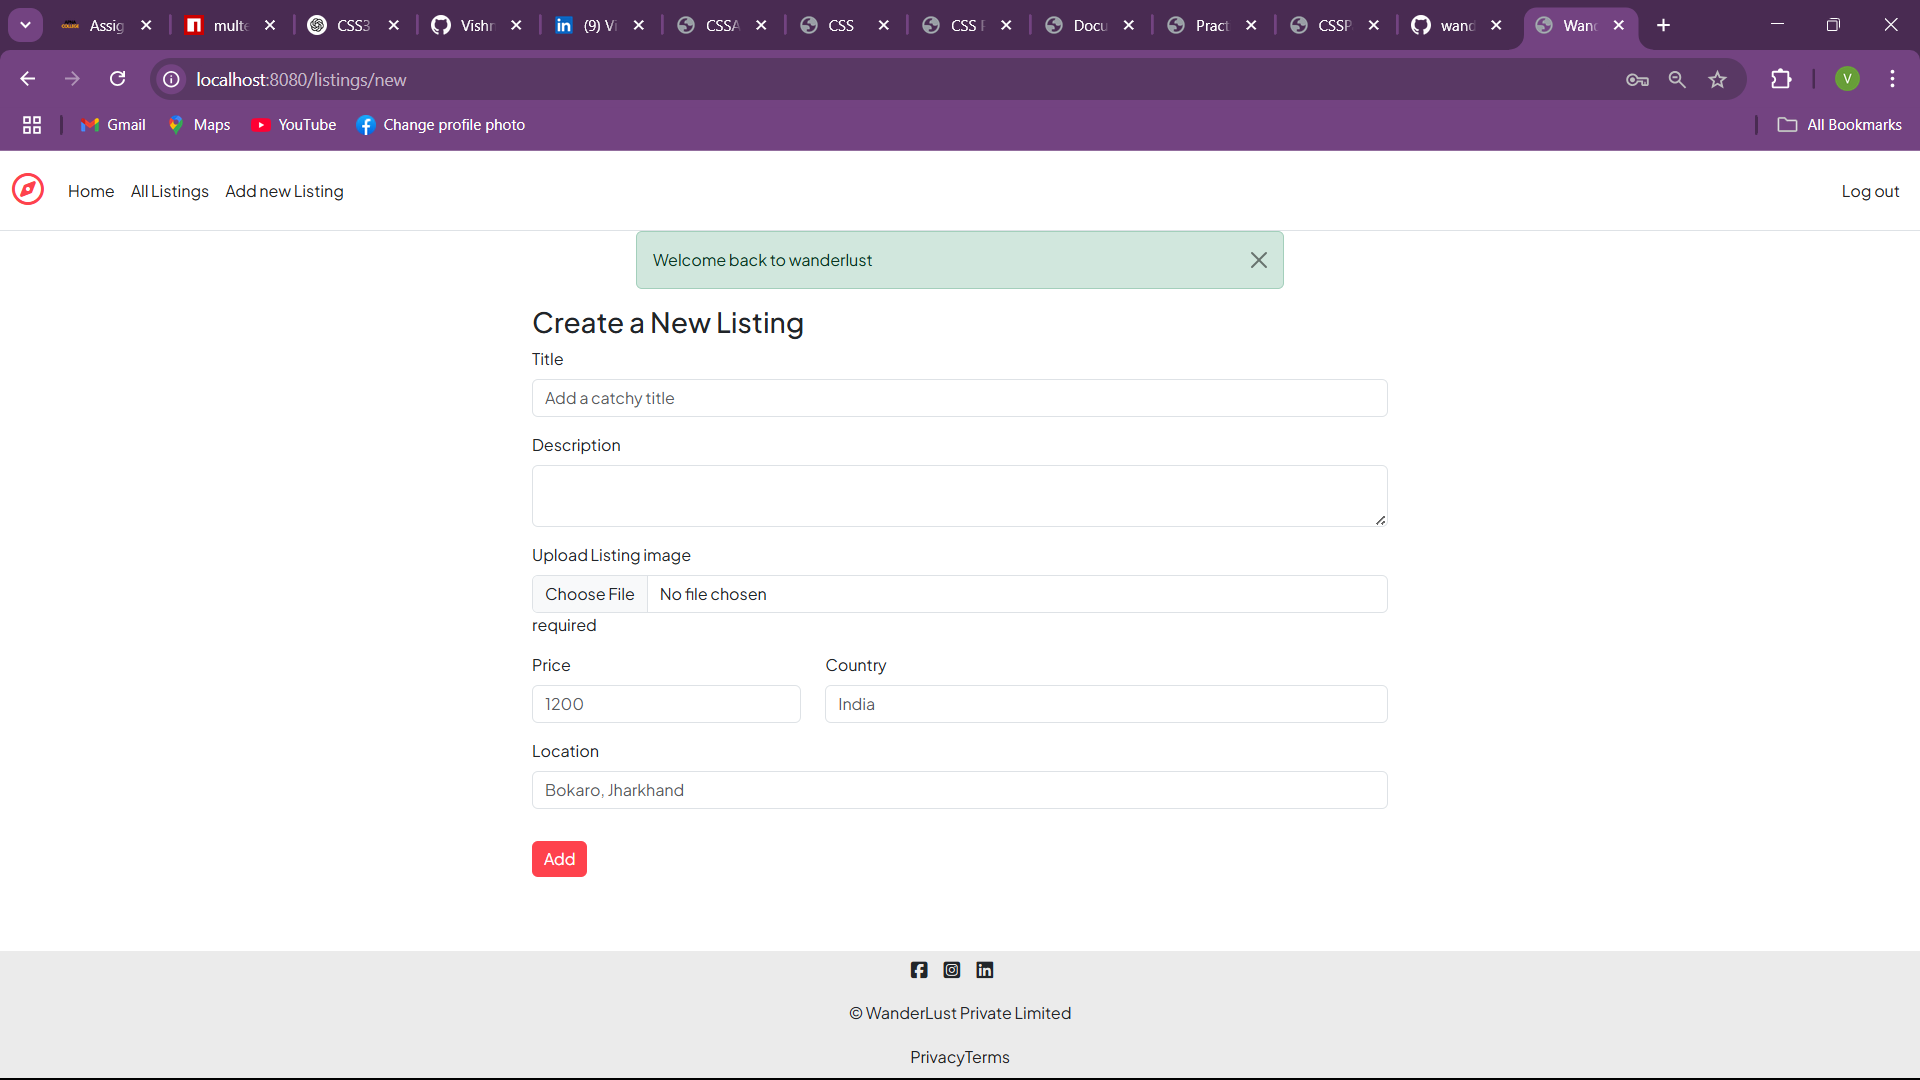 Assig
multe
CSS3
Vishn
(9) Vi
CSSA
CSS
CSS F
Docu
Pract
CSSP
wand
Wand
localhost:8080/listings/new
V
Gmail
Maps
YouTube
Change profile photo
All Bookmarks
Home
All Listings
Add new Listing
Log out
Welcome back to wanderlust
Create a New Listing
Title
Add a catchy title
Description
Upload Listing image
Choose File No file chosen
required
Price Country
1200 India
Location
Bokaro, Jharkhand
Add
© WanderLust Private Limited
PrivacyTerms